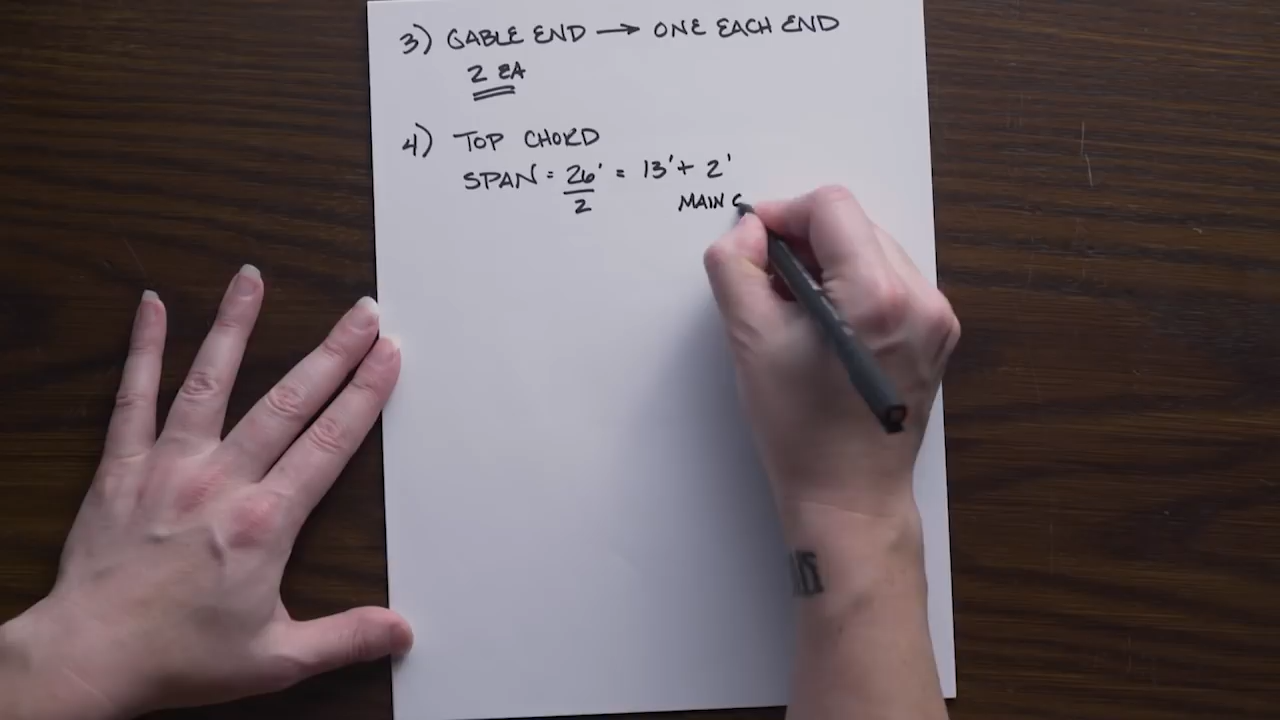 3) GABLE END → ONE EACH END
2 EA
4) TOP CHORD
SPAN = 26' / 2 = 13' + 2'
MAIN